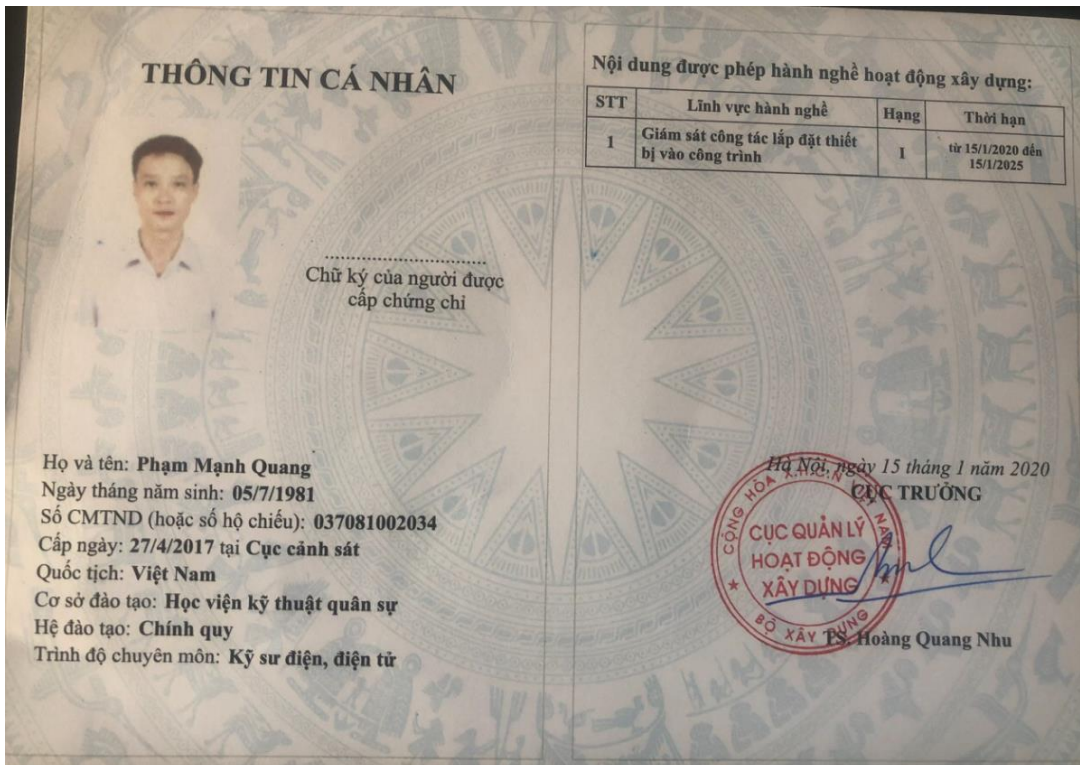 THÔNG TIN CÁ NHÂN
Chữ ký của người được
cấp chứng chỉ
Họ và tên: Phạm Mạnh Quang
Ngày tháng năm sinh: 05/7/1981
Số CMTND (hoặc số hộ chiếu): 037081002034
Cấp ngày: 27/4/2017 tại Cục cảnh sát
Quốc tịch: Việt Nam
Cơ sở đào tạo: Học viện kỹ thuật quân sự
Hệ đào tạo: Chính quy
Trình độ chuyên môn: Kỹ sư điện, điện tử
Nội dung được phép hành nghề hoạt động xây dựng:
STT Lĩnh vực hành nghề Hạng Thời hạn
1 Giám sát công tác lắp đặt thiết bị vào công trình I từ 15/1/2020 đến 15/1/2025
Hà Nội, ngày 15 tháng 1 năm 2020
CỤC TRƯỞNG
CỘNG HÒA X.H.C.N VIỆT NAM
CỤC QUẢN LÝ
HOẠT ĐỘNG
XÂY DỰNG
BỘ XÂY DỰNG
TS. Hoàng Quang Nhu